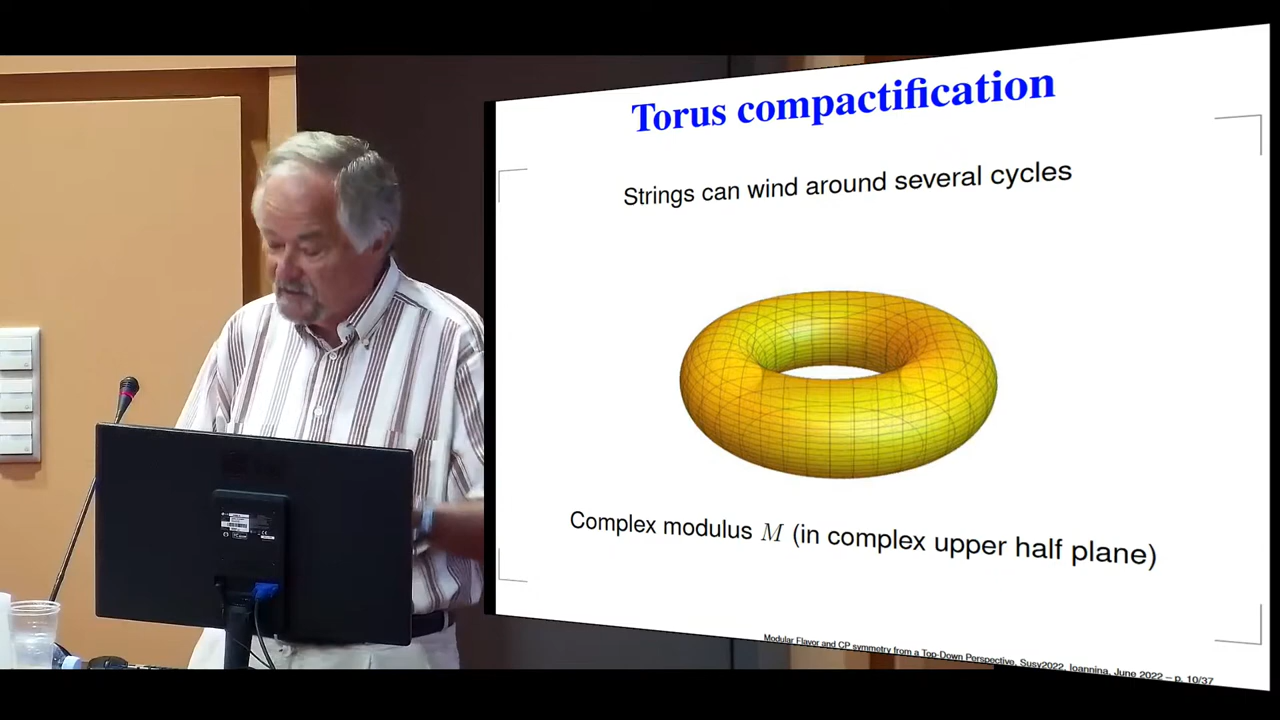 Torus compactification
Strings can wind around several cycles
Complex modulus M (in complex upper half plane)
Modular Flavor and CP symmetry from a Top-Down Perspective, Susy2022, Ioannina, June 2022 – p. 10/37